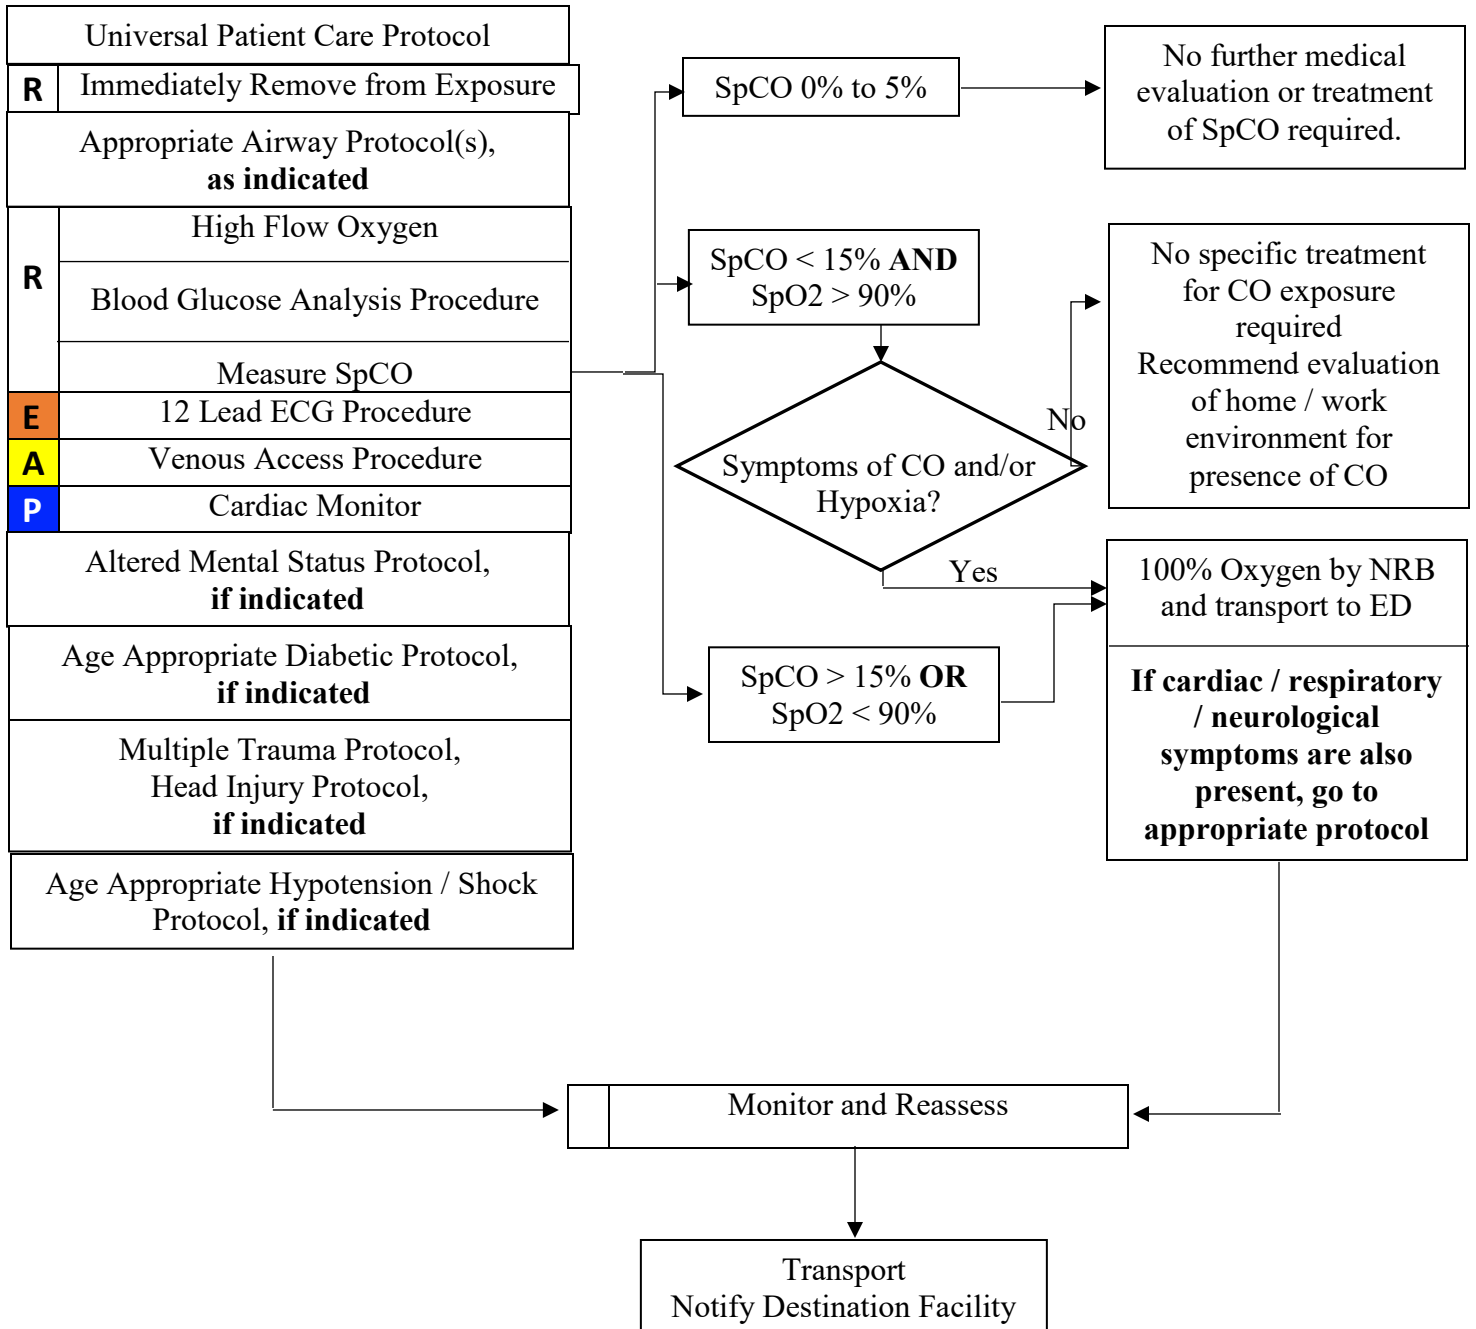 Universal Patient Care Protocol
R
Immediately Remove from Exposure
Appropriate Airway Protocol(s),
as indicated
R
High Flow Oxygen
Blood Glucose Analysis Procedure
Measure SpCO
E
12 Lead ECG Procedure
A
Venous Access Procedure
P
Cardiac Monitor
Altered Mental Status Protocol,
if indicated
Age Appropriate Diabetic Protocol,
if indicated
Multiple Trauma Protocol,
Head Injury Protocol,
if indicated
Age Appropriate Hypotension / Shock
Protocol, if indicated
SpCO 0% to 5%
No further medical
evaluation or treatment
of SpCO required.
SpCO < 15% AND
SpO2 > 90%
Symptoms of CO and/or
Hypoxia?
No
No specific treatment
for CO exposure
required
Recommend evaluation
of home / work
environment for
presence of CO
Yes
SpCO > 15% OR
SpO2 < 90%
100% Oxygen by NRB
and transport to ED
If cardiac / respiratory
/ neurological
symptoms are also
present, go to
appropriate protocol
Monitor and Reassess
Transport
Notify Destination Facility